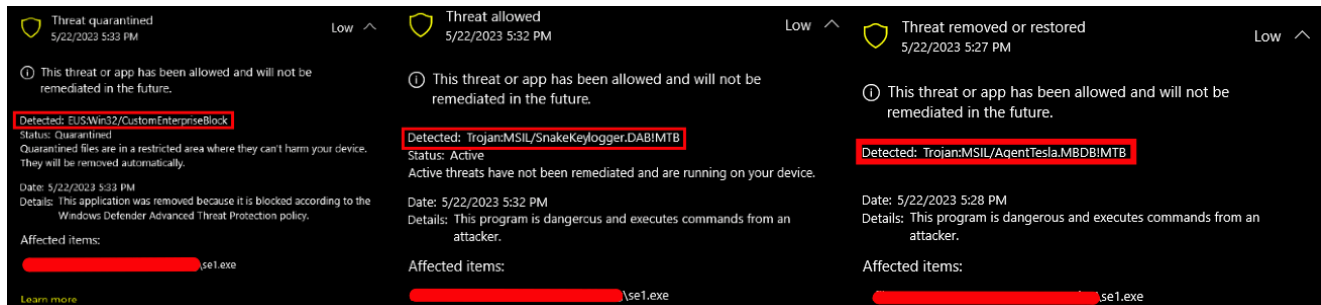 Threat quarantined
5/22/2023 5:33 PM
Low
This threat or app has been allowed and will not be
remediated in the future.
Detected: EUS:Win32/CustomEnterpriseBlock
Status: Quarantined
Quarantined files are in a restricted area where they can't harm your device.
They will be removed automatically.
Date: 5/22/2023 5:33 PM
Details: This application was removed because it is blocked according to the
Windows Defender Advanced Threat Protection policy.
Affected items:
\se1.exe
Learn more
Threat allowed
5/22/2023 5:32 PM
Low
This threat or app has been allowed and will not be
remediated in the future.
Detected: Trojan:MSIL/SnakeKeylogger.DAB!MTB
Status: Active
Active threats have not been remediated and are running on your device.
Date: 5/22/2023 5:32 PM
Details: This program is dangerous and executes commands from an
attacker.
Affected items:
\se1.exe
Threat removed or restored
5/22/2023 5:27 PM
Low
This threat or app has been allowed and will not be
remediated in the future.
Detected: Trojan:MSIL/AgentTesla.MBDB!MTB
Date: 5/22/2023 5:28 PM
Details: This program is dangerous and executes commands from an
attacker.
Affected items:
se1.exe